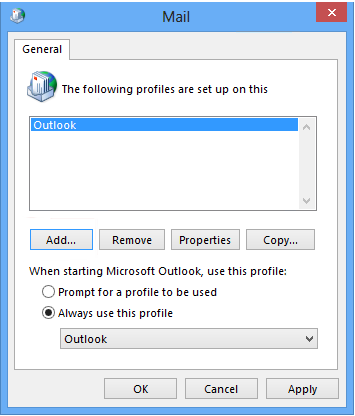 Mail
General
The following profiles are set up on this
Outlook
Add... Remove Properties Copy...
When starting Microsoft Outlook, use this profile:
Prompt for a profile to be used
Always use this profile
Outlook
OK Cancel Apply